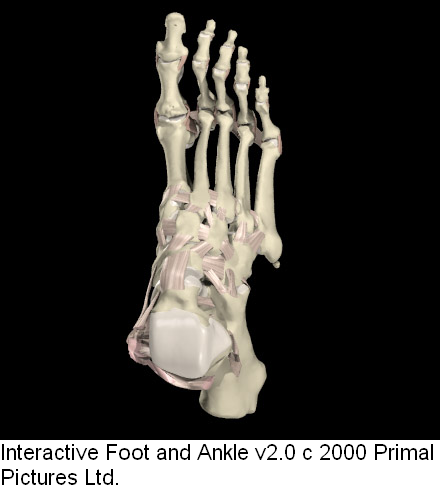 Interactive Foot and Ankle v2.0 c 2000 Primal
Pictures Ltd.